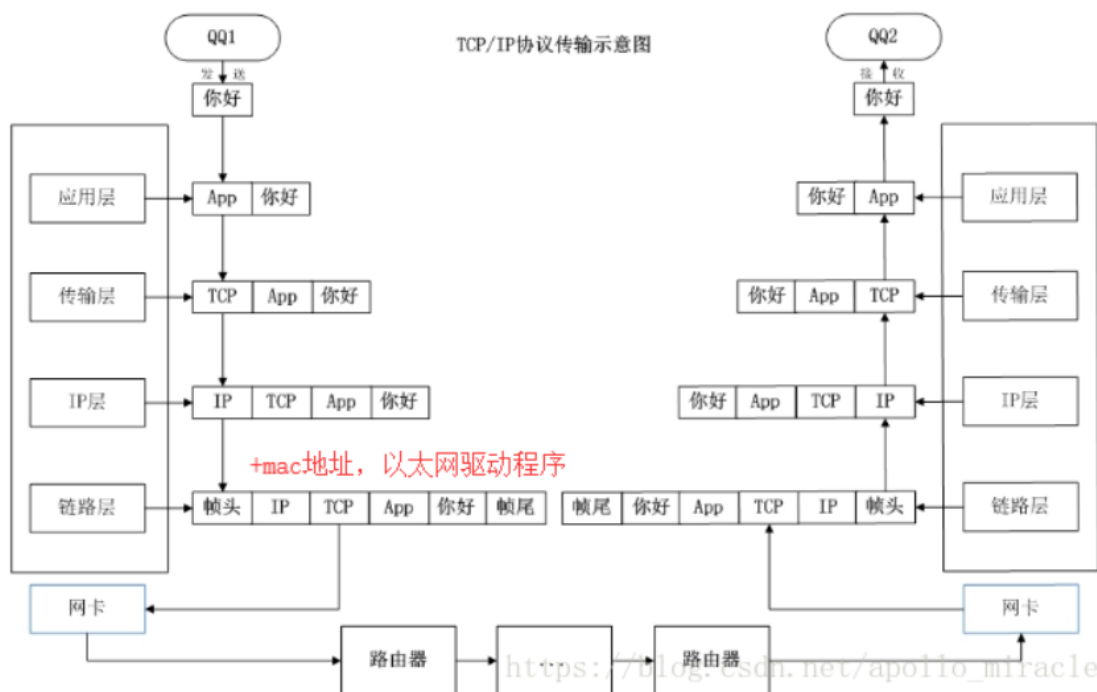 QQ1
TCP/IP协议传输示意图
QQ2
发 送
接 收
你好
你好
应用层
App 你好
你好 App
应用层
传输层
TCP App 你好
你好 App TCP
传输层
IP层
IP TCP App 你好
你好 App TCP IP
IP层
+mac地址，以太网驱动程序
链路层
帧头 IP TCP App 你好 帧尾
帧尾 你好 App TCP IP 帧头
链路层
网卡
网卡
路由器
...
路由器
https://blog.csdn.net/apollo_miracle